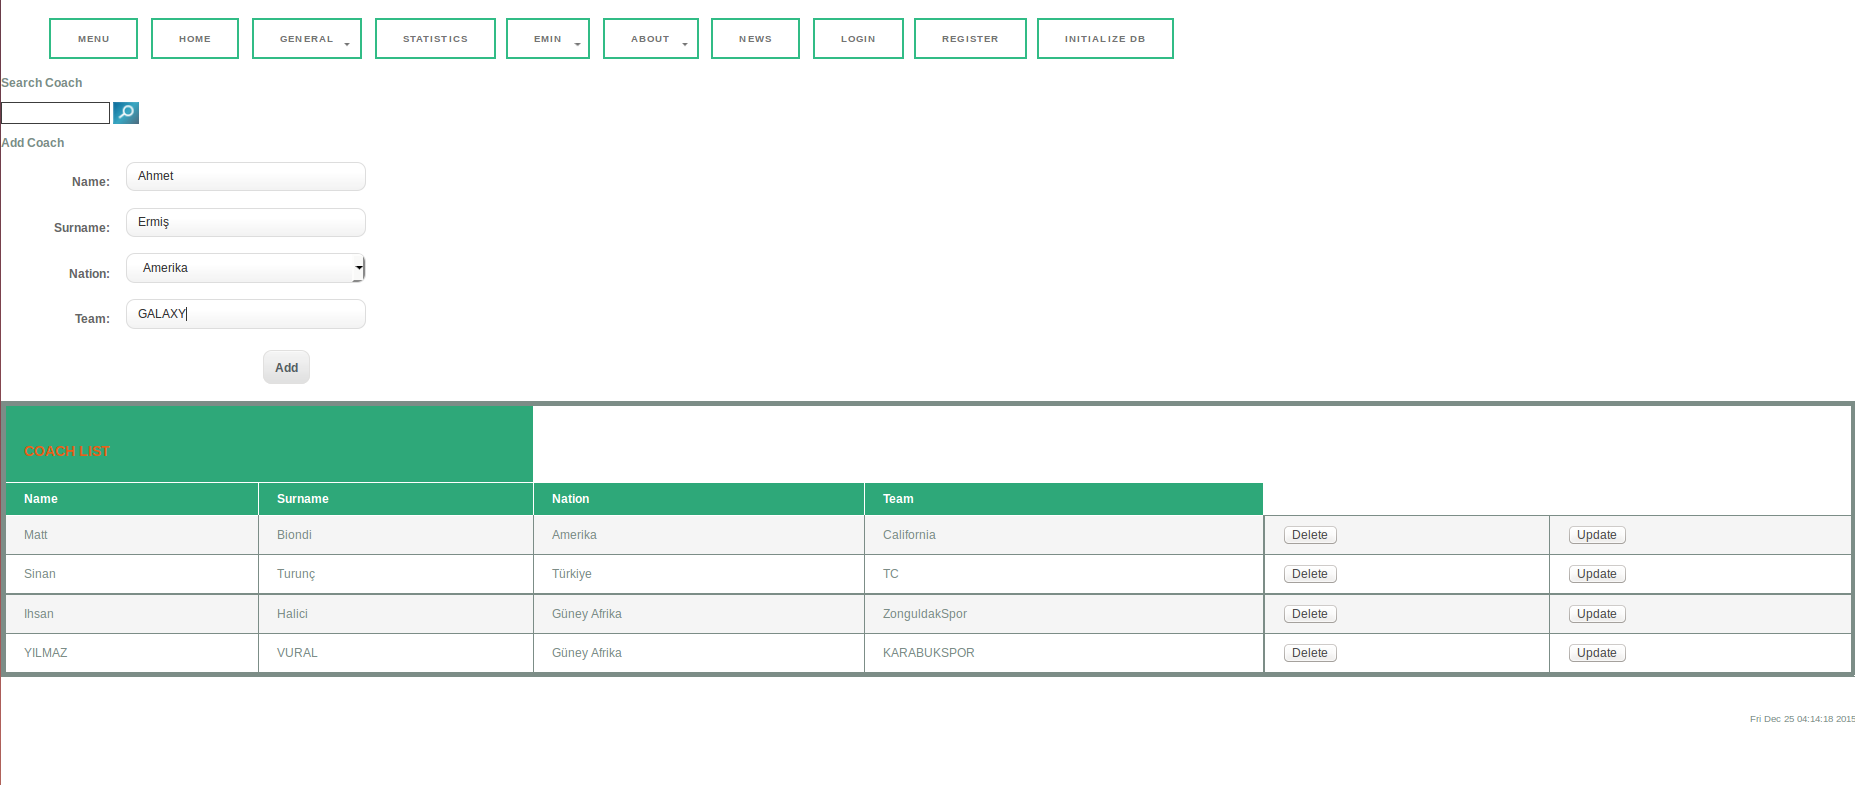 MENU HOME GENERAL STATISTICS EMIN ABOUT NEWS LOGIN REGISTER INITIALIZE DB
Search Coach
Add Coach
Name: Ahmet
Surname: Ermiş
Nation: Amerika
Team: GALAXY
Add
COACH LIST
Name Surname Nation Team
Matt Biondi Amerika California Delete Update
Sinan Turunç Türkiye TC Delete Update
Ihsan Halici Güney Afrika ZonguldakSpor Delete Update
YILMAZ VURAL Güney Afrika KARABUKSPOR Delete Update
Fri Dec 25 04:14:18 2015